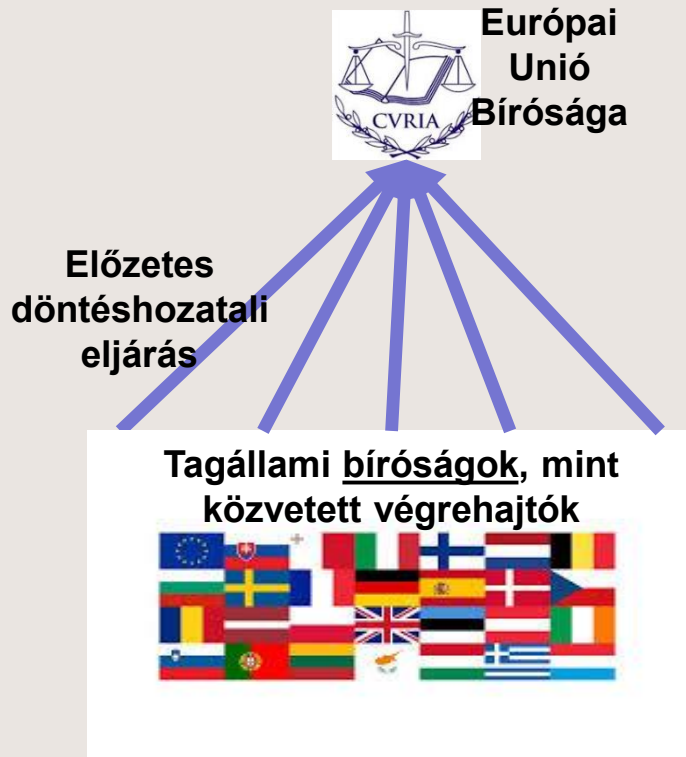 Európai
Unió
Bírósága
CVRIA
Előzetes
döntéshozatali
eljárás
Tagállami bíróságok, mint
közvetett végrehajtók